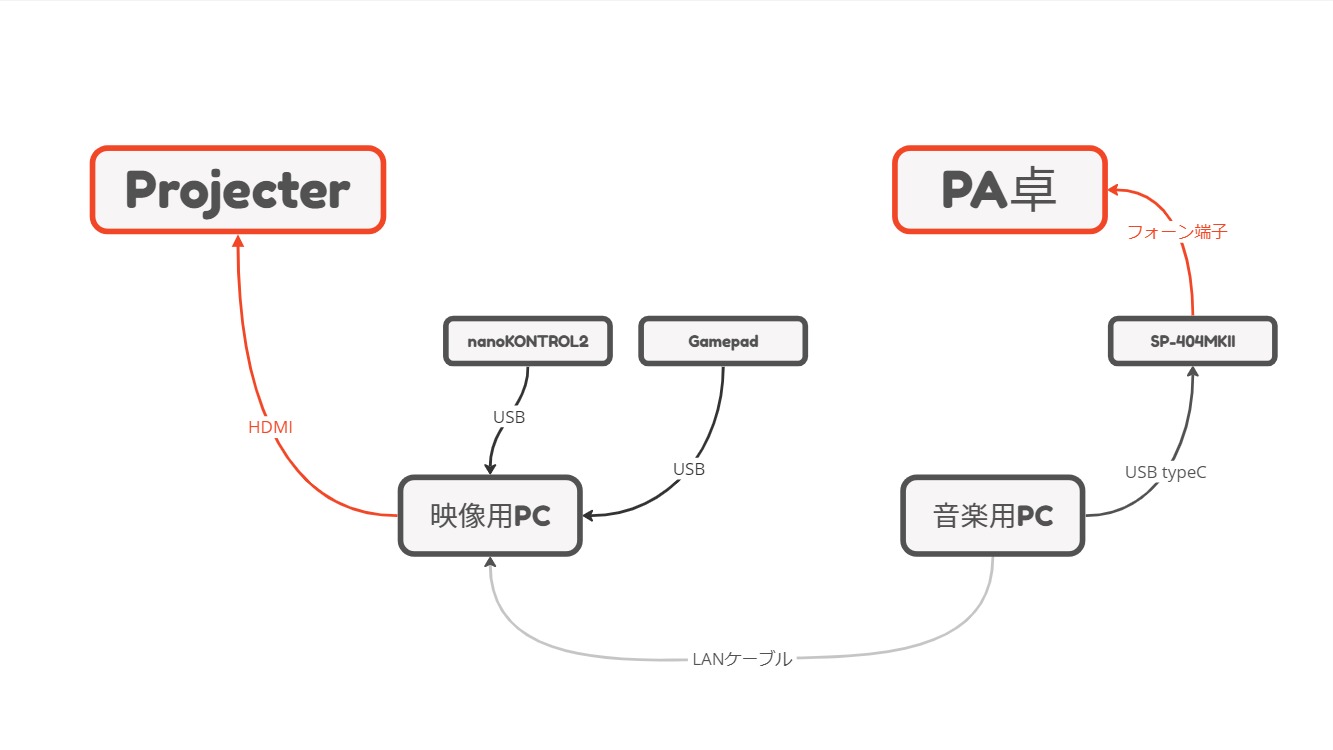 Projecter
PA卓
フォーン端子
nanoKONTROL2
Gamepad
SP-404MKII
HDMI
USB
USB
USB typeC
映像用PC
音楽用PC
LANケーブル